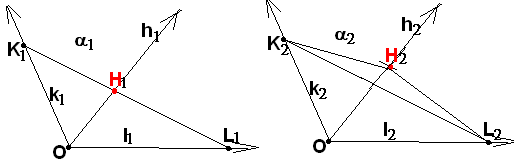 K₁ α₁ h₁
H₁
k₁
O l₁ L₁
K₂ α₂ h₂
H₂
k₂
O l₂ L₂